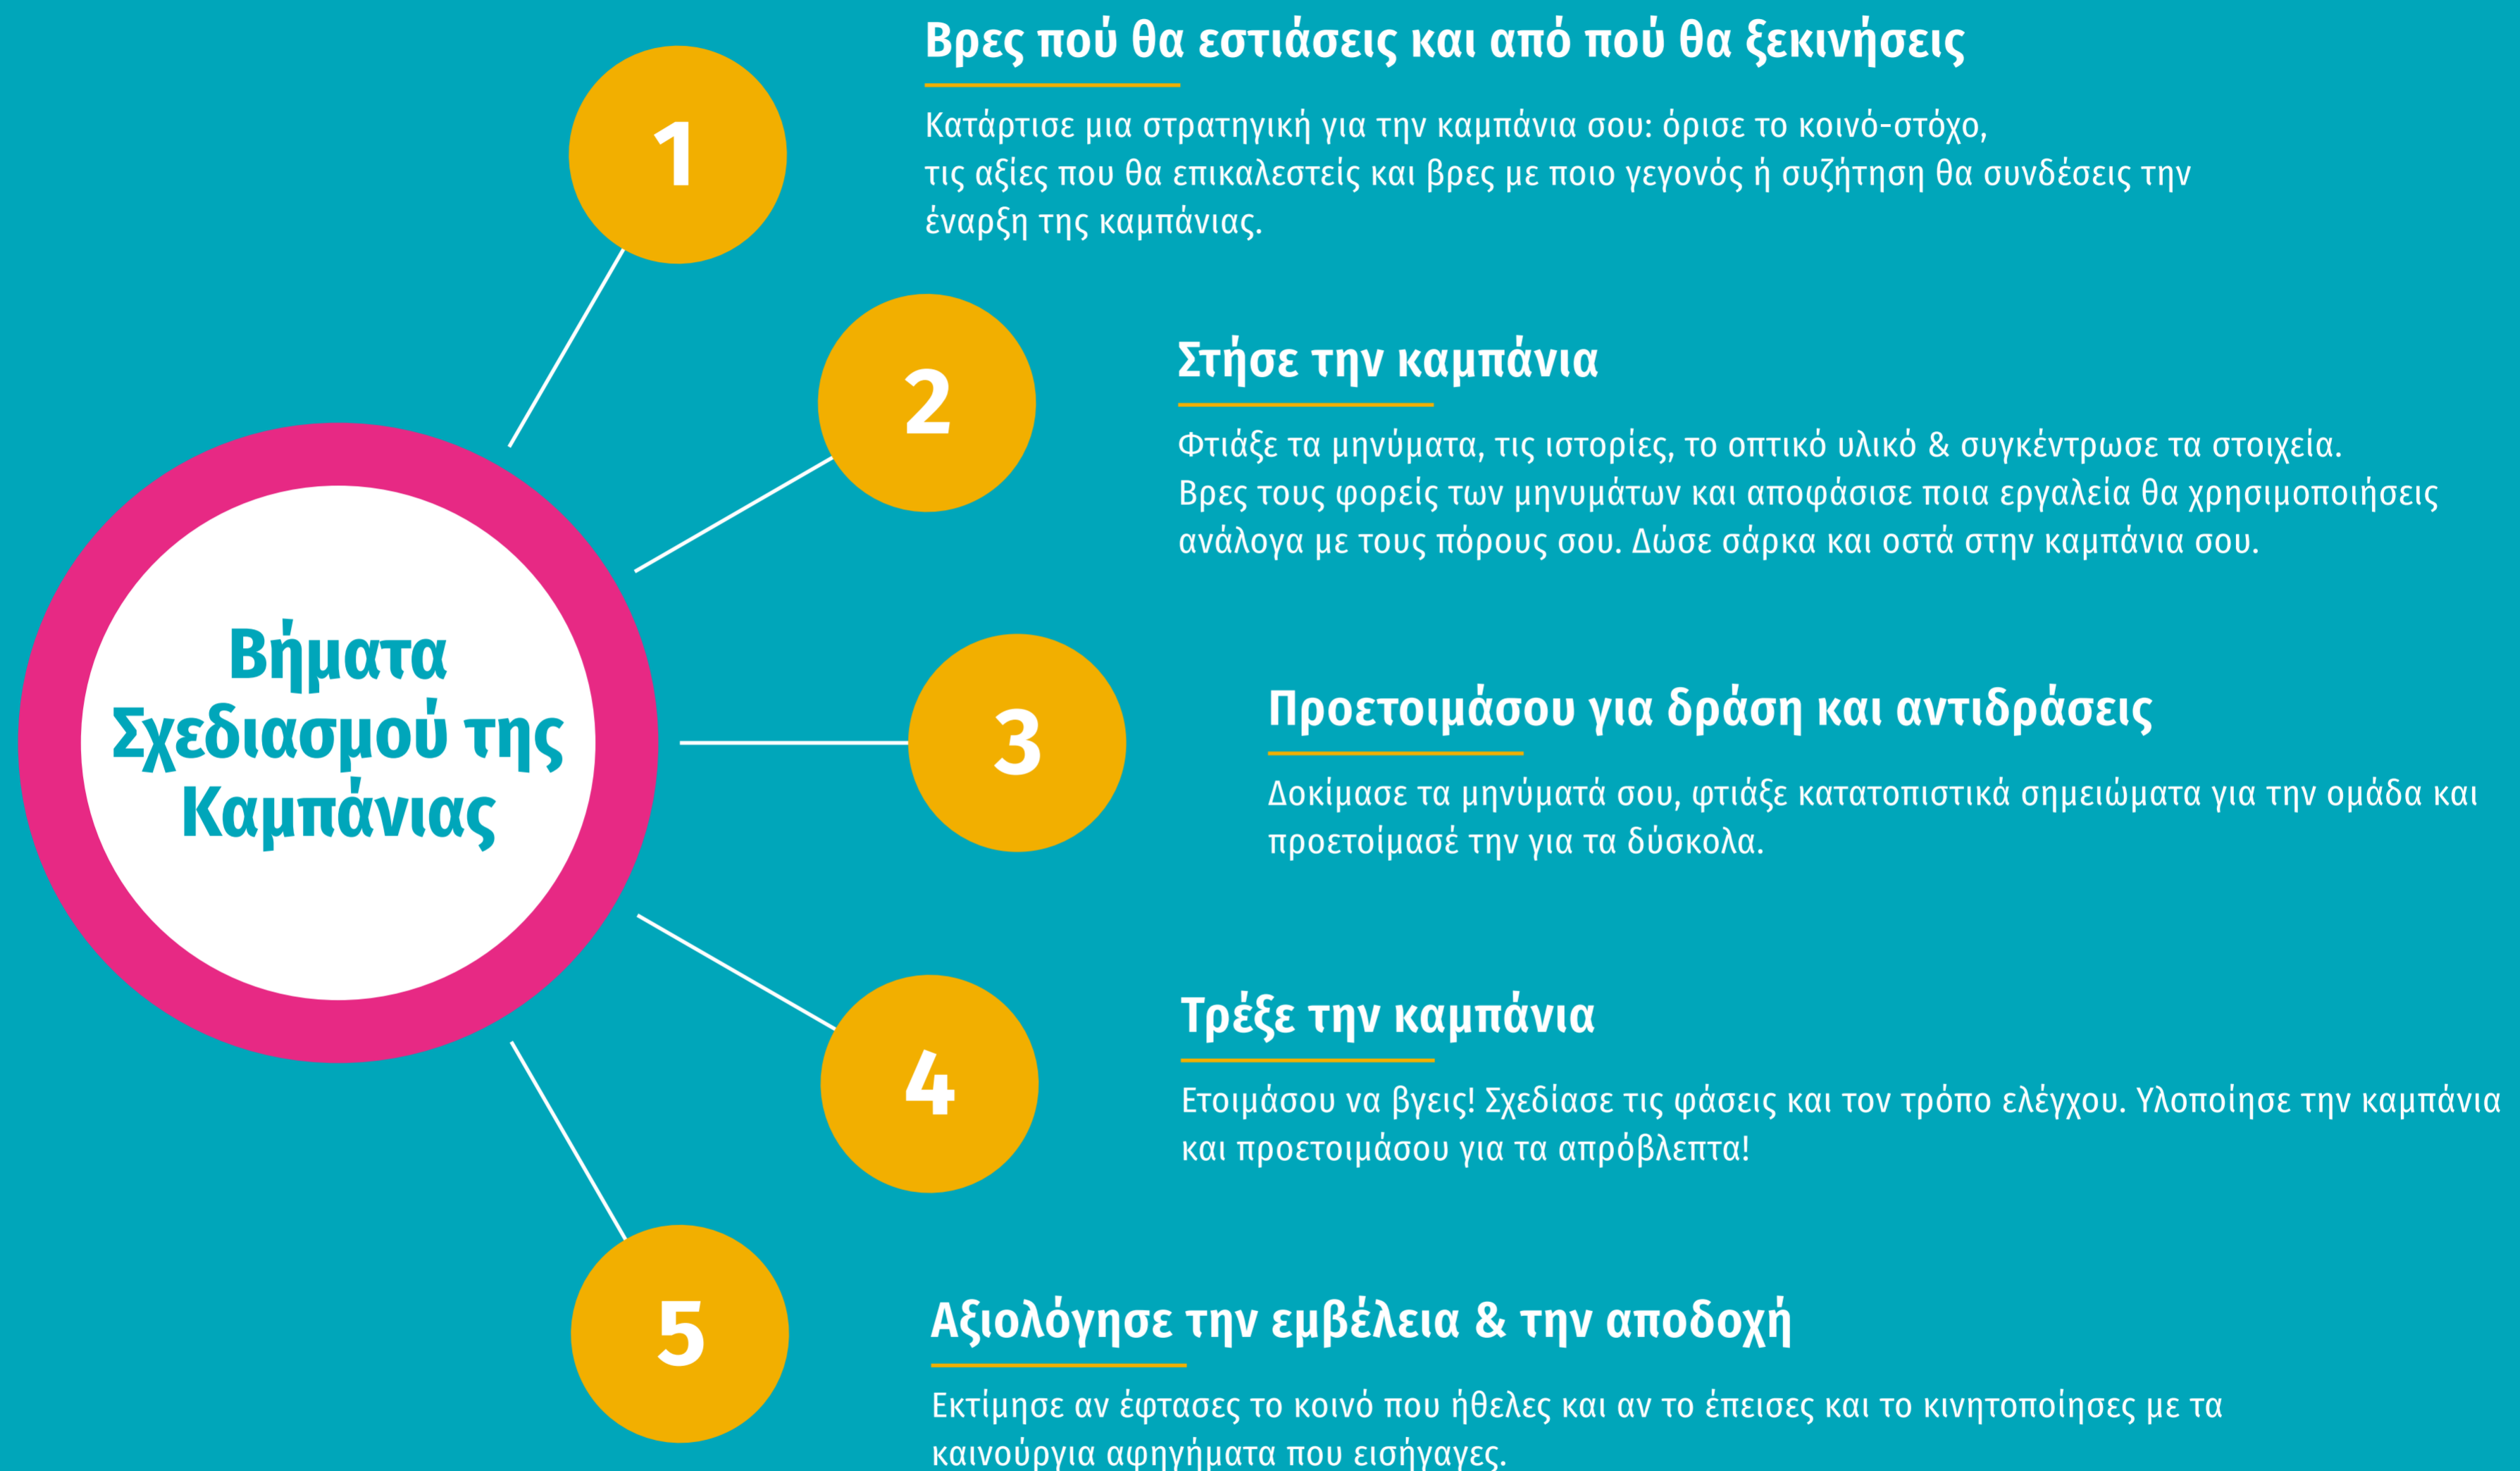 Βήματα
Σχεδιασμού της
Καμπάνιας
1
Βρες πού θα εστιάσεις και από πού θα ξεκινήσεις
Κατάρτισε μια στρατηγική για την καμπάνια σου: όρισε το κοινό-στόχο,
τις αξίες που θα επικαλεστείς και βρες με ποιο γεγονός ή συζήτηση θα συνδέσεις την
έναρξη της καμπάνιας.
2
Στήσε την καμπάνια
Φτιάξε τα μηνύματα, τις ιστορίες, το οπτικό υλικό & συγκέντρωσε τα στοιχεία.
Βρες τους φορείς των μηνυμάτων και αποφάσισε ποια εργαλεία θα χρησιμοποιήσεις
ανάλογα με τους πόρους σου. Δώσε σάρκα και οστά στην καμπάνια σου.
3
Προετοιμάσου για δράση και αντιδράσεις
Δοκίμασε τα μηνύματά σου, φτιάξε κατατοπιστικά σημειώματα για την ομάδα και
προετοίμασέ την για τα δύσκολα.
4
Τρέξε την καμπάνια
Ετοιμάσου να βγεις! Σχεδίασε τις φάσεις και τον τρόπο ελέγχου. Υλοποίησε την καμπάνια
και προετοιμάσου για τα απρόβλεπτα!
5
Αξιολόγησε την εμβέλεια & την αποδοχή
Εκτίμησε αν έφτασες το κοινό που ήθελες και αν το έπεισες και το κινητοποίησες με τα
καινούργια αφηγήματα που εισήγαγες.